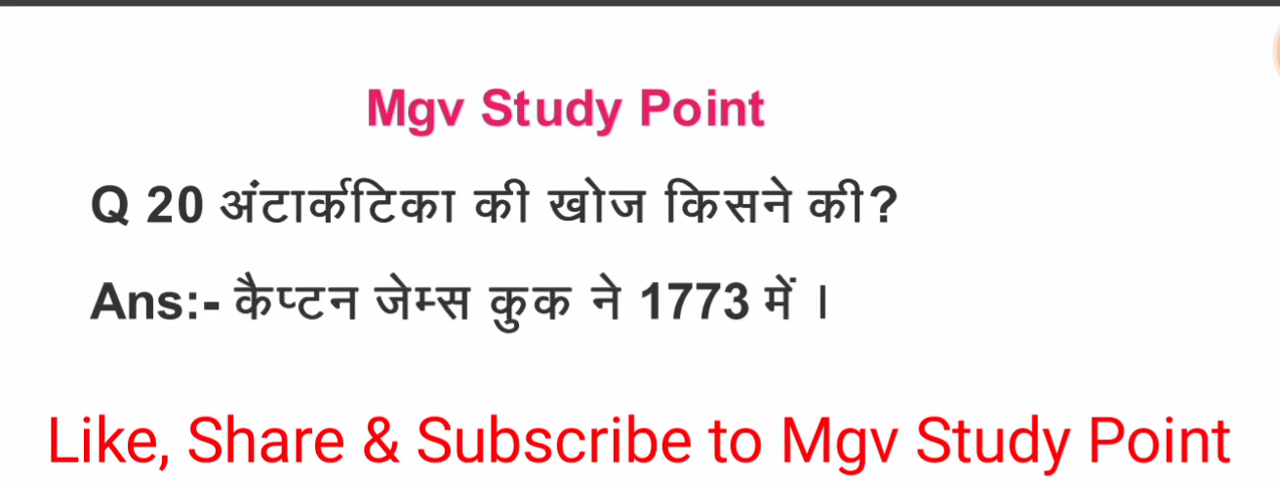 Mgv Study Point
Q 20 अंटार्कटिका की खोज किसने की?
Ans:- कैप्टन जेम्स कुक ने 1773 में ।
Like, Share & Subscribe to Mgv Study Point